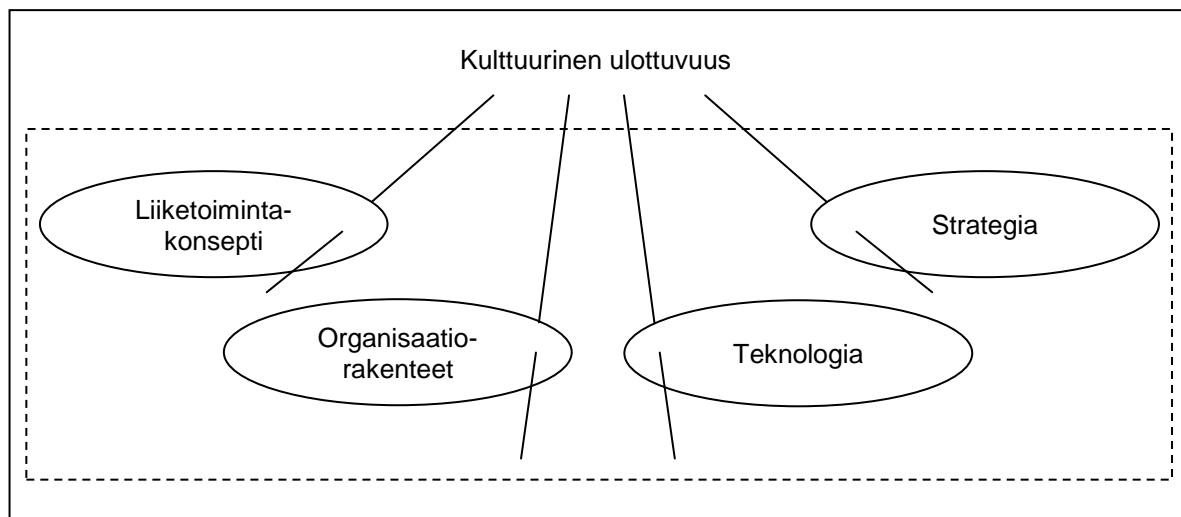 Kulttuurinen ulottuvuus
Liiketoiminta-
konsepti
Strategia
Organisaatio-
rakenteet
Teknologia